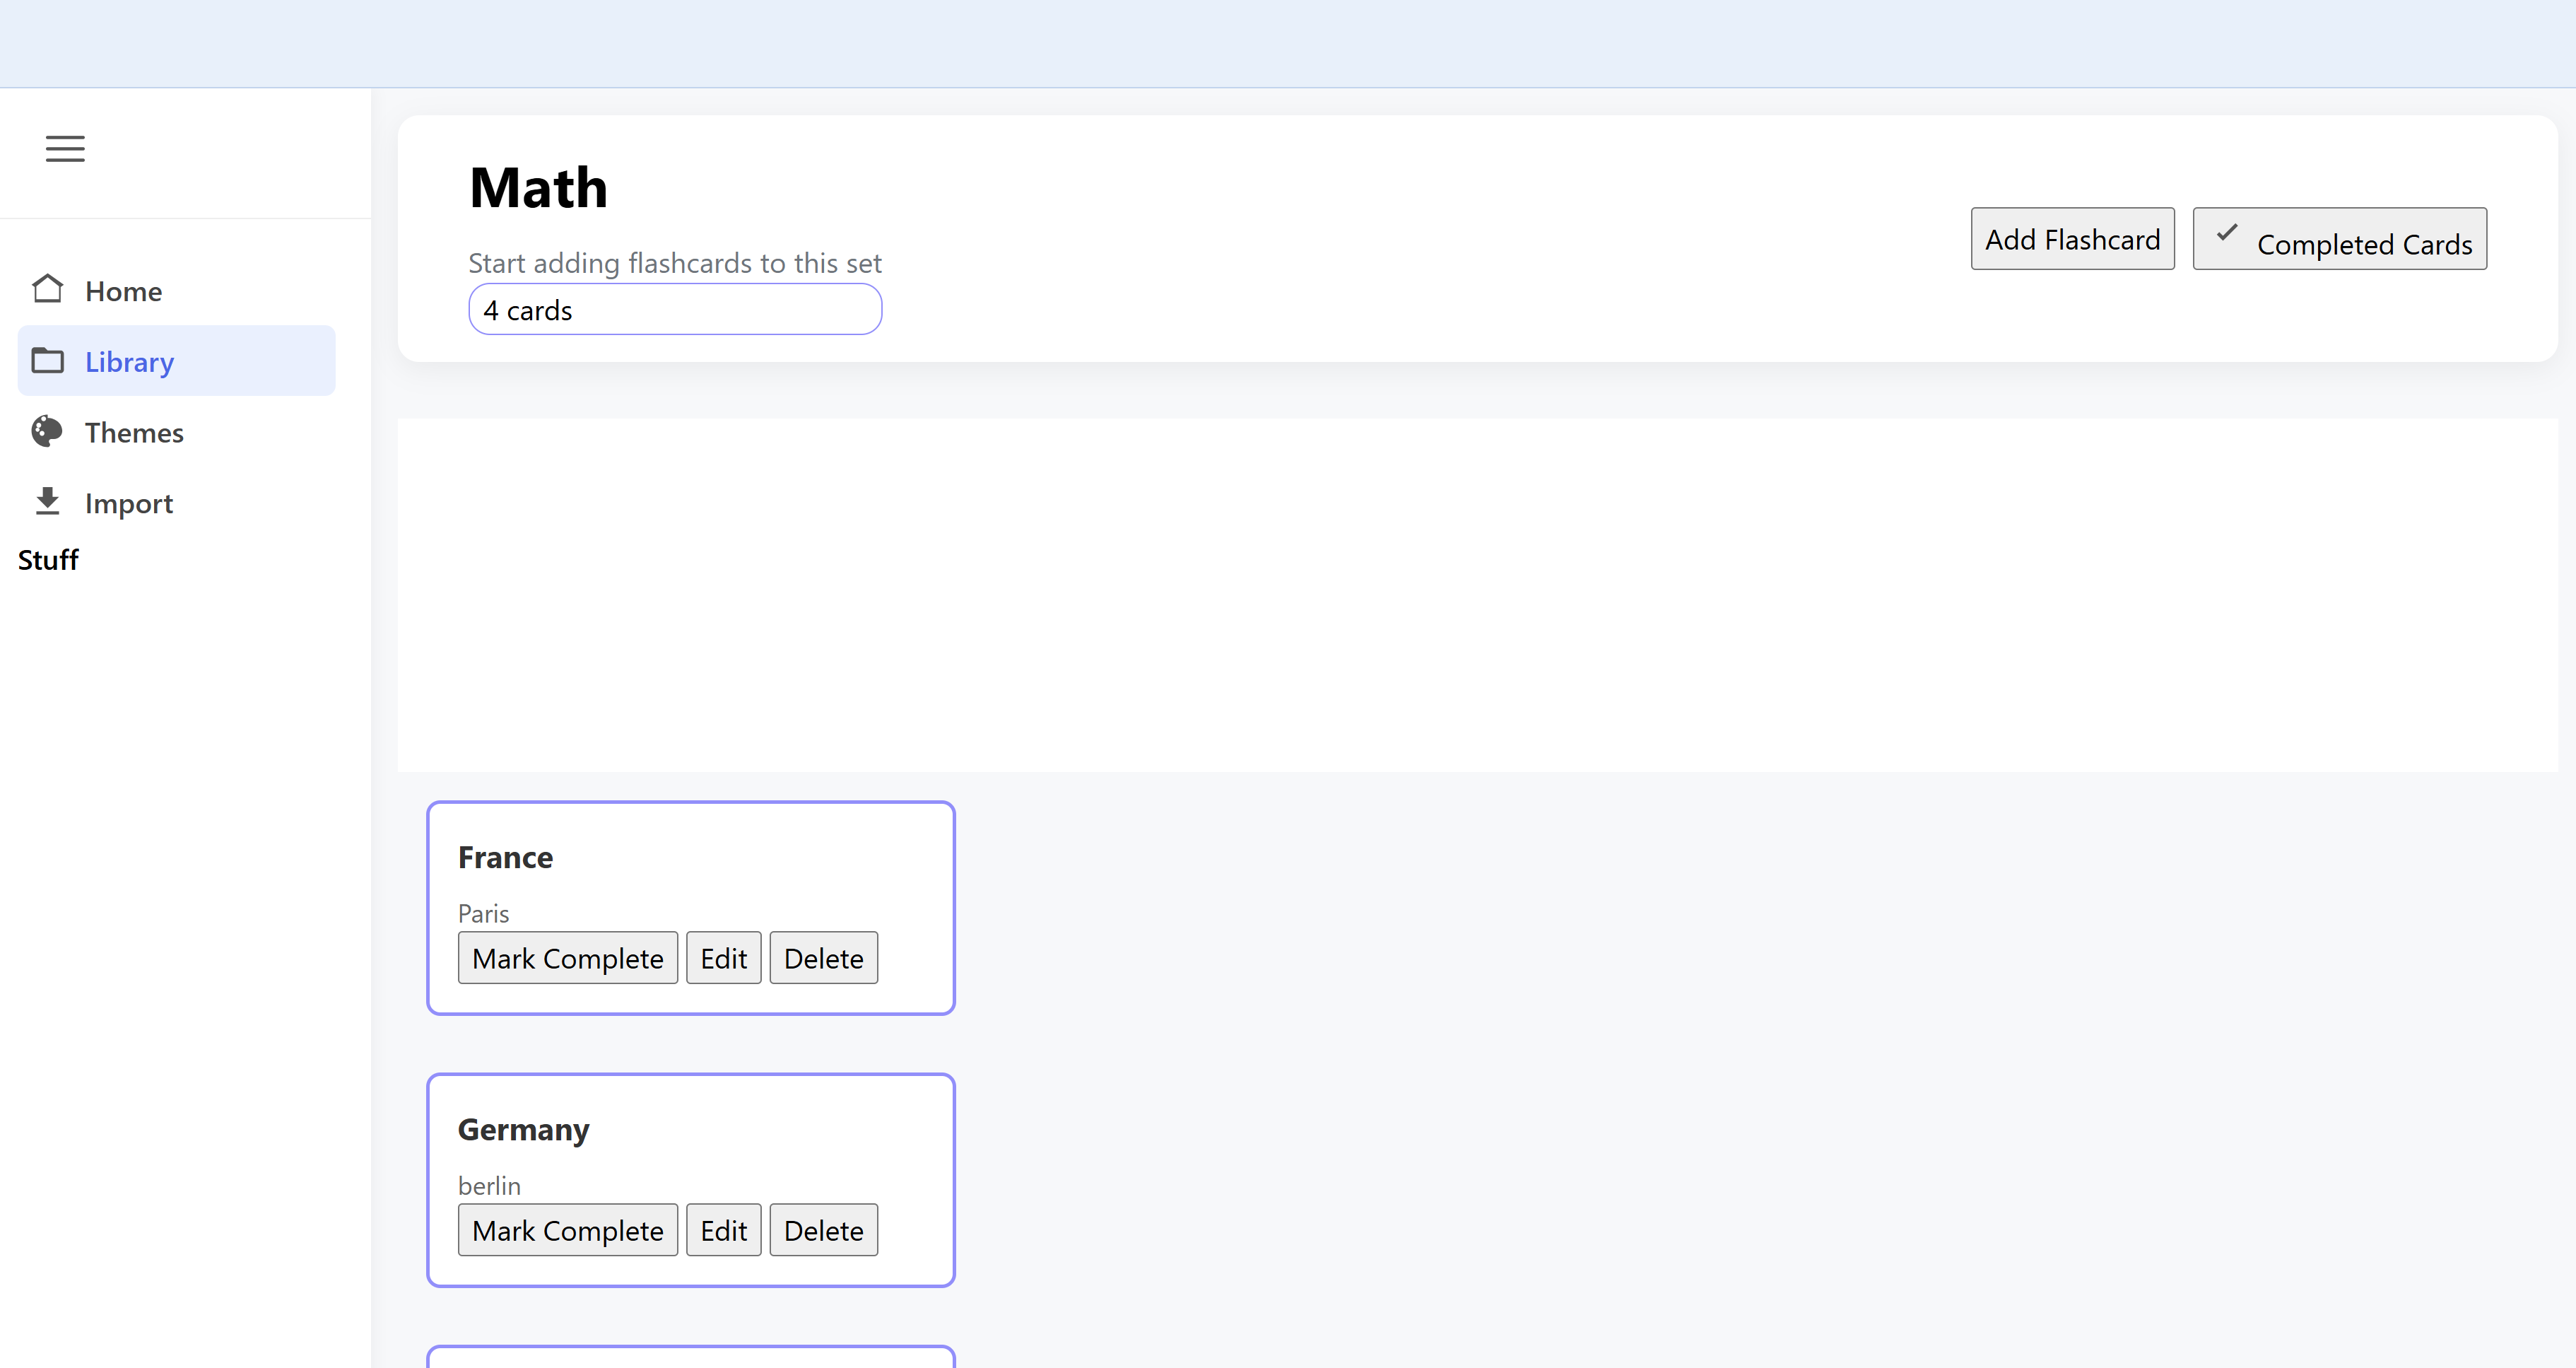 Math
Start adding flashcards to this set
4 cards
Add Flashcard
Completed Cards
Home
Library
Themes
Import
Stuff
France
Paris
Mark Complete Edit Delete
Germany
berlin
Mark Complete Edit Delete